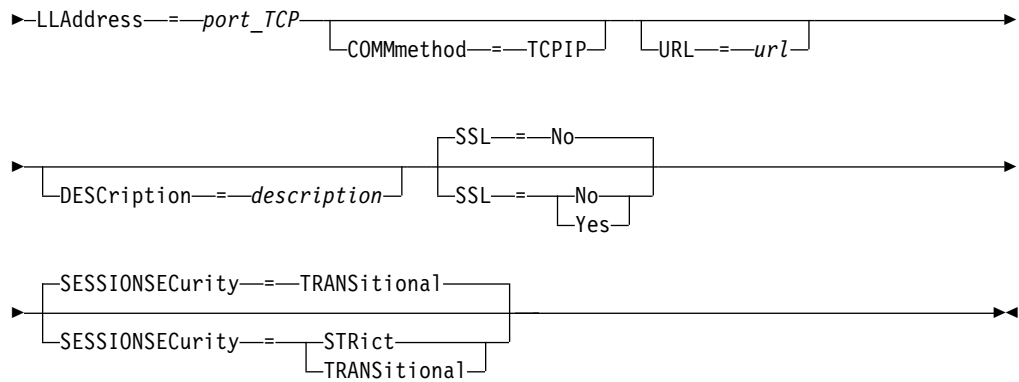 LLAddress = port_TCP
COMMmethod = TCPIP
URL = url
DESCription = description
SSL = No
SSL = No
Yes
SESSIONSECurity = TRANSitional
SESSIONSECurity = STRict
TRANSitional